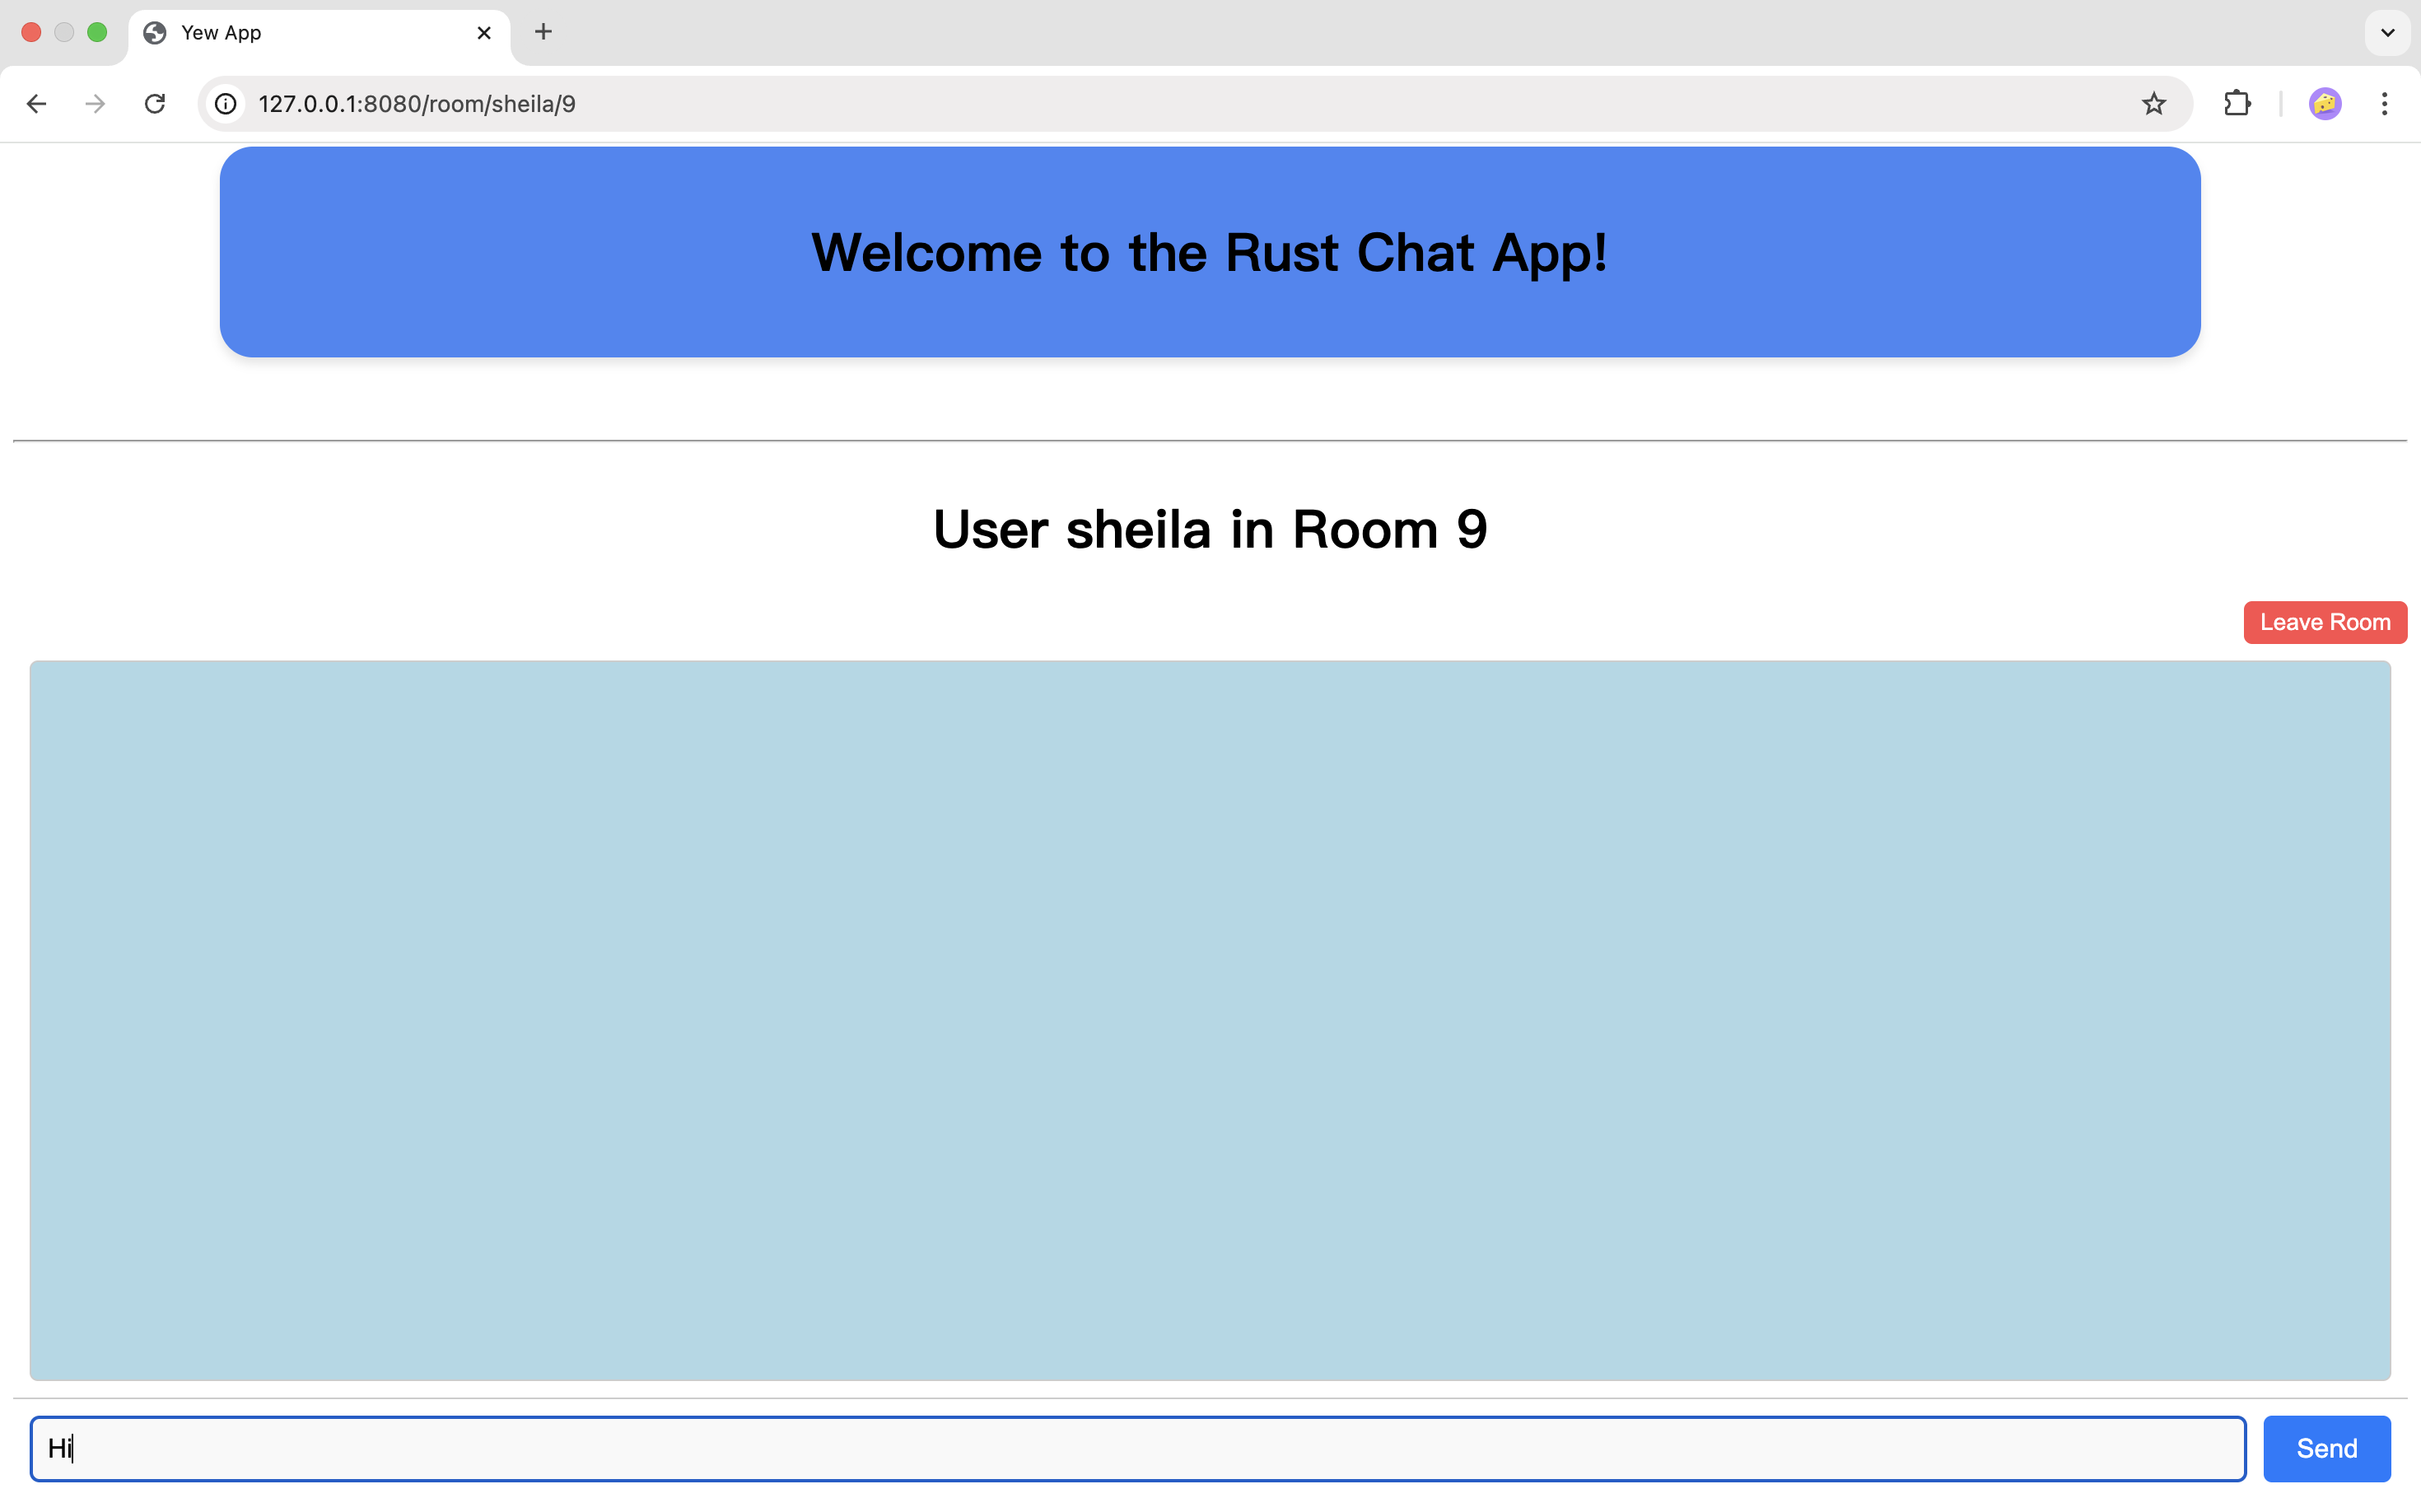 Yew App
127.0.0.1:8080/room/sheila/9
Welcome to the Rust Chat App!
User sheila in Room 9
Leave Room
Hi
Send